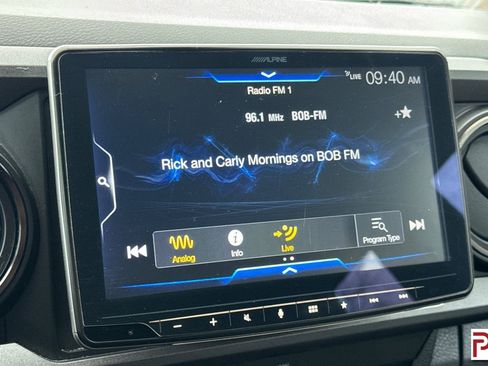 ALPINE
Radio FM 1
LIVE 09:40 AM
96.1 MHz BOB-FM
Rick and Carly Mornings on BOB FM
Analog
Info
Live
Program Type
P